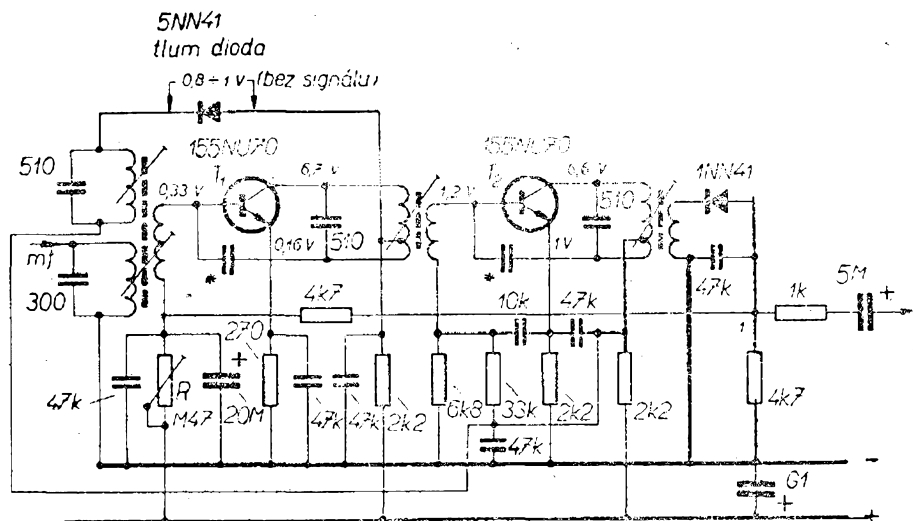 5NN41
tlum dioda
0,8 ÷ 1 V (bez signálu)
155NU70
155NU70
510
T1
6,7 V
T2
6,6 V
1NN41
0,33 V
1,2 V
510
mf
0,16 V
510
1 V
*
*
47k
5M
+
300
4k7
10k
47k
1k
270
1
+
47k
R
M47
20M
47k
47k
2k2
6k8
33k
2k2
2k2
4k7
47k
−
G1
+
+